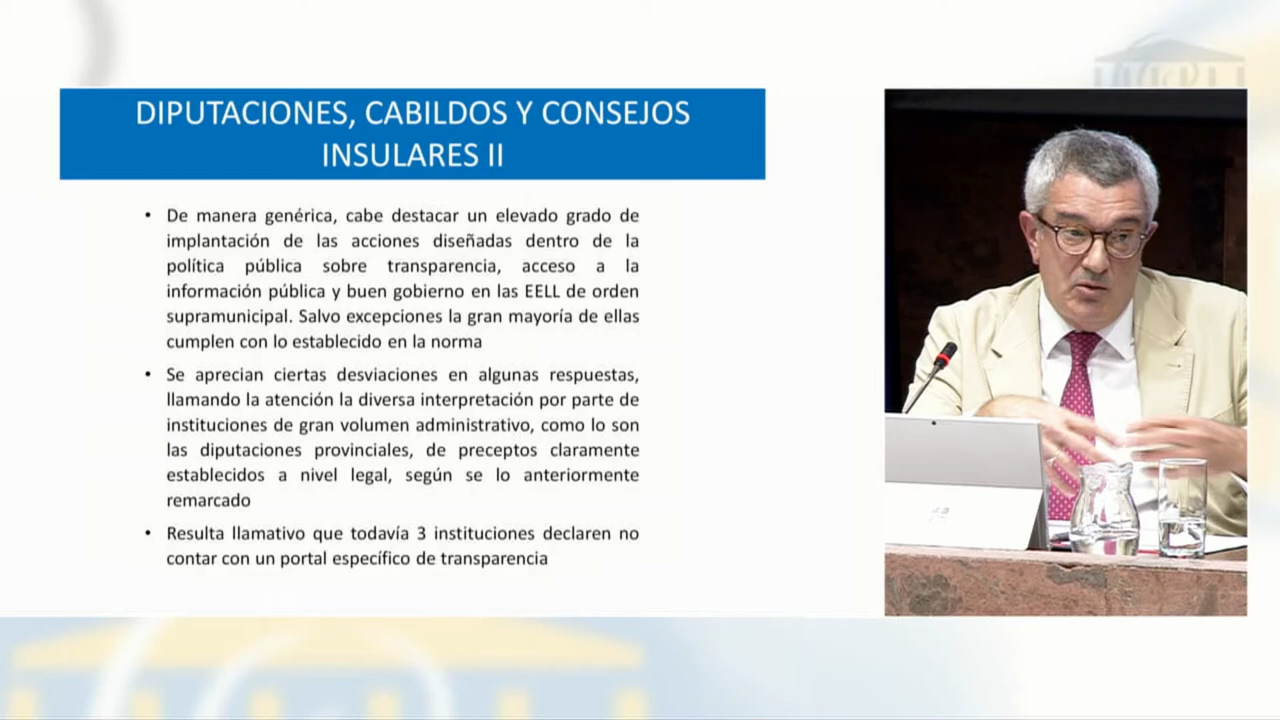 DIPUTACIONES, CABILDOS Y CONSEJOS
INSULARES II
• De manera genérica, cabe destacar un elevado grado de
implantación de las acciones diseñadas dentro de la
política pública sobre transparencia, acceso a la
información pública y buen gobierno en las EELL de orden
supramunicipal. Salvo excepciones la gran mayoría de ellas
cumplen con lo establecido en la norma
• Se aprecian ciertas desviaciones en algunas respuestas,
llamando la atención la diversa interpretación por parte de
instituciones de gran volumen administrativo, como lo son
las diputaciones provinciales, de preceptos claramente
establecidos a nivel legal, según se lo anteriormente
remarcado
• Resulta llamativo que todavía 3 instituciones declaren no
contar con un portal específico de transparencia